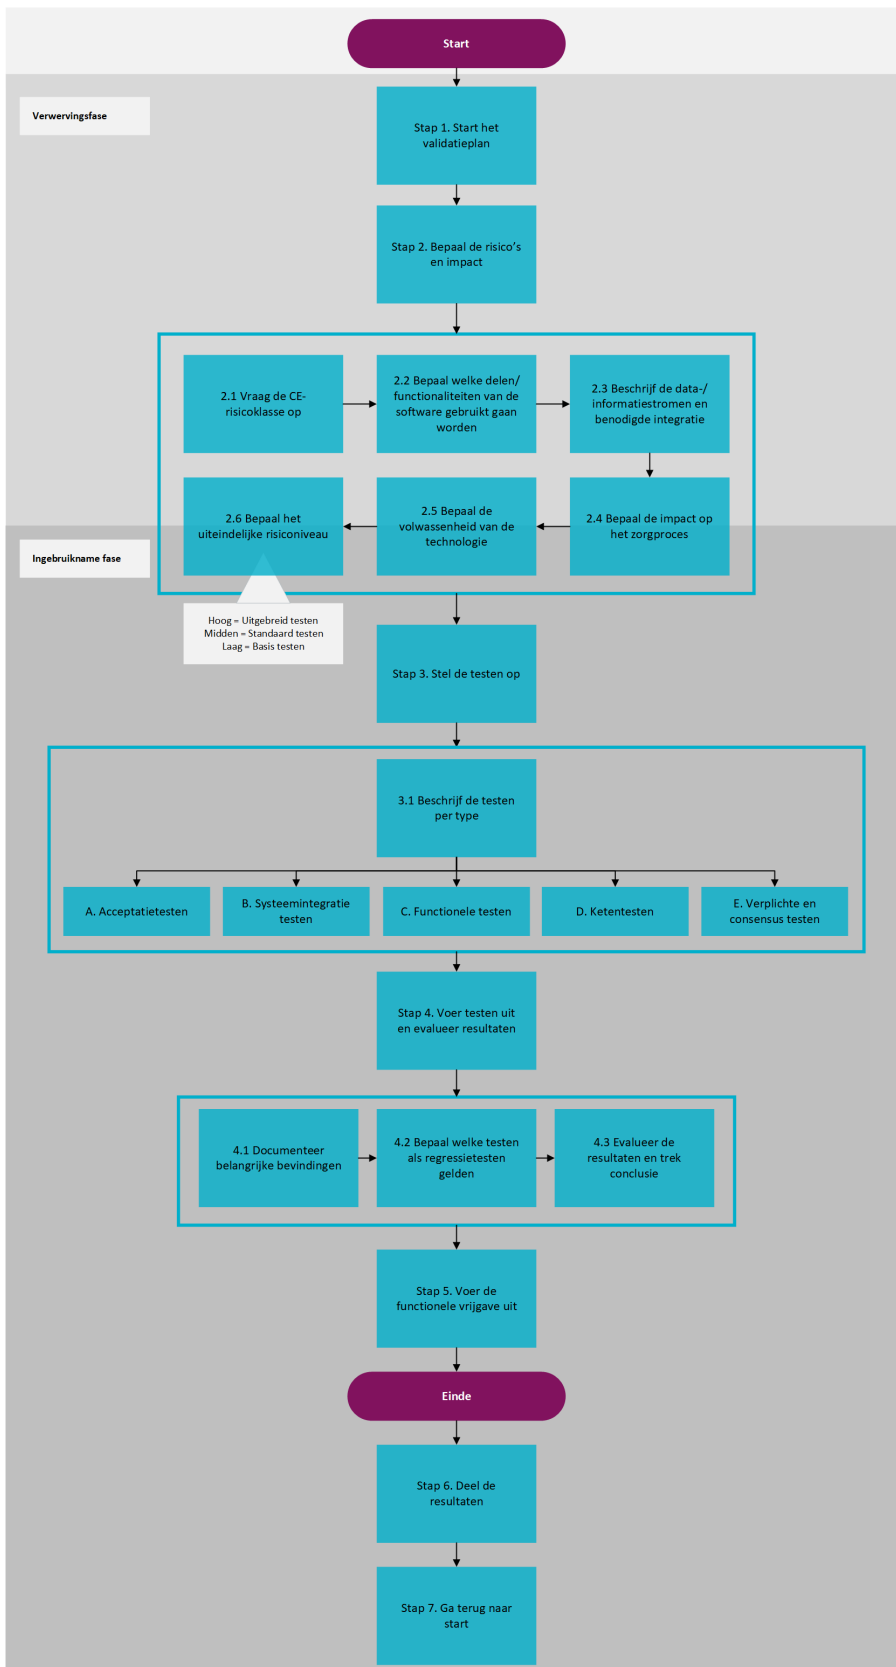 Start
Verwervingsfase
Stap 1. Start het
validatieplan
Stap 2. Bepaal de risico's
en impact
2.1 Vraag de CE-
risicoklasse op
2.2 Bepaal welke delen/
functionaliteiten van de
software gebruikt gaan
worden
2.3 Beschrijf de data-/
informatiestromen en
benodigde integratie
2.6 Bepaal het
uiteindelijke risiconiveau
2.5 Bepaal de
volwassenheid van de
technologie
2.4 Bepaal de impact op
het zorgproces
Ingebruikname fase
Hoog = Uitgebreid testen
Midden = Standaard testen
Laag = Basis testen
Stap 3. Stel de testen op
3.1 Beschrijf de testen
per type
A. Acceptatietesten
B. Systeemintegratie
testen
C. Functionele testen
D. Ketentesten
E. Verplichte en
consensus testen
Stap 4. Voer testen uit
en evalueer resultaten
4.1 Documenteer
belangrijke bevindingen
4.2 Bepaal welke testen
als regressietesten
gelden
4.3 Evalueer de
resultaten en trek
conclusie
Stap 5. Voer de
functionele vrijgave uit
Einde
Stap 6. Deel de
resultaten
Stap 7. Ga terug naar
start